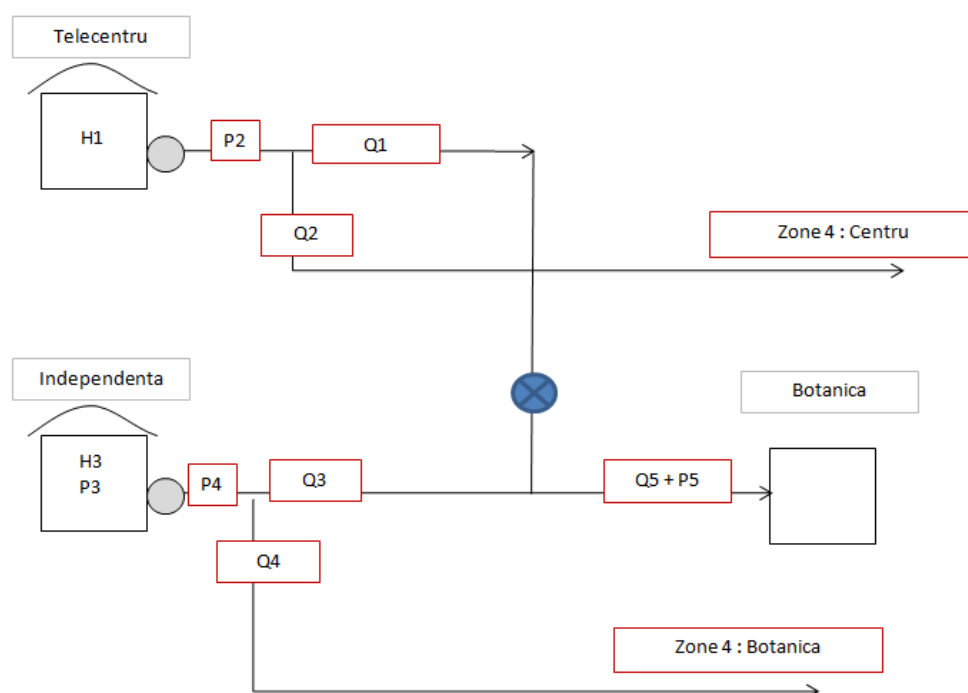 Telecentru
H1
P2
Q1
Q2
Zone 4 : Centru
Independenta
Botanica
H3
P3
P4
Q3
Q5 + P5
Q4
Zone 4 : Botanica